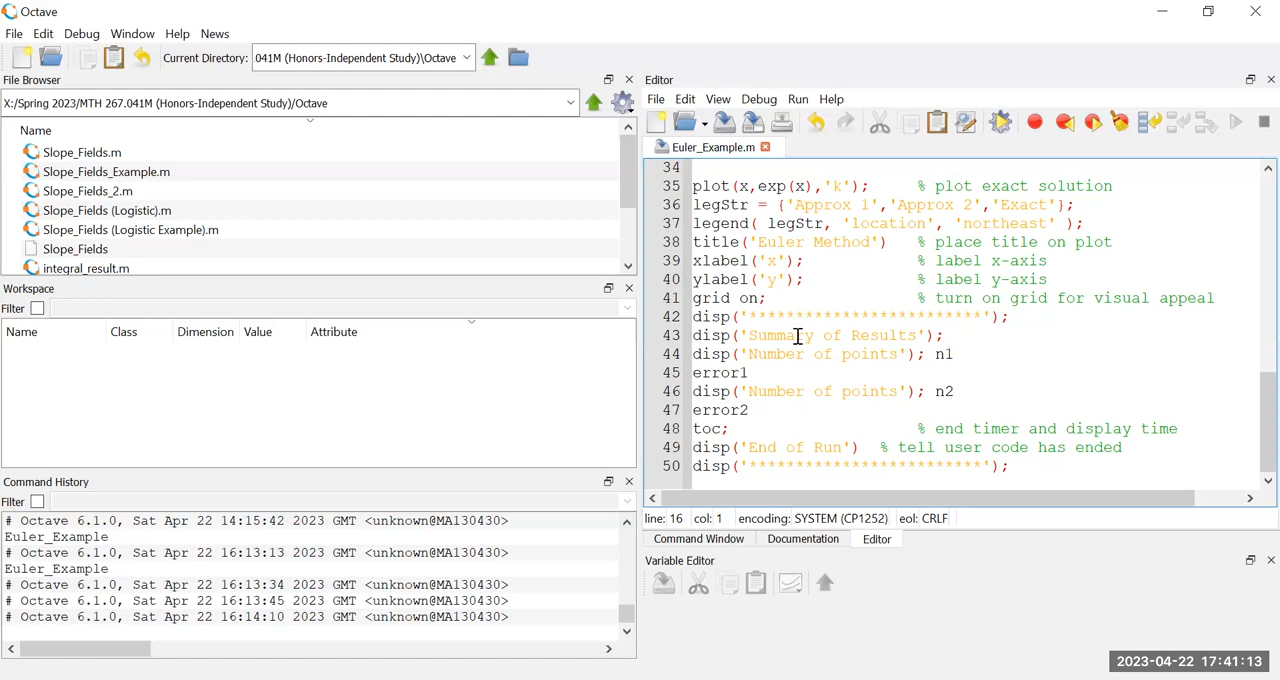 Octave
File Edit Debug Window Help News
Current Directory: 041M (Honors-Independent Study)\Octave
File Browser
X:/Spring 2023/MTH 267.041M (Honors-Independent Study)/Octave
Name
Slope_Fields.m
Slope_Fields_Example.m
Slope_Fields_2.m
Slope_Fields (Logistic).m
Slope_Fields (Logistic Example).m
Slope_Fields
integral_result.m
Workspace
Filter
Name Class Dimension Value Attribute
Command History
Filter
# Octave 6.1.0, Sat Apr 22 14:15:42 2023 GMT <unknown@MA130430>
Euler_Example
# Octave 6.1.0, Sat Apr 22 16:13:13 2023 GMT <unknown@MA130430>
Euler_Example
# Octave 6.1.0, Sat Apr 22 16:13:34 2023 GMT <unknown@MA130430>
# Octave 6.1.0, Sat Apr 22 16:13:45 2023 GMT <unknown@MA130430>
# Octave 6.1.0, Sat Apr 22 16:14:10 2023 GMT <unknown@MA130430>
Editor
File Edit View Debug Run Help
Euler_Example.m
34
35 plot(x,exp(x),'k'); % plot exact solution
36 legStr = {'Approx 1','Approx 2','Exact'};
37 legend( legStr, 'location', 'northeast' );
38 title('Euler Method') % place title on plot
39 xlabel('x'); % label x-axis
40 ylabel('y'); % label y-axis
41 grid on; % turn on grid for visual appeal
42 disp('*************************');
43 disp('Summary of Results');
44 disp('Number of points'); n1
45 error1
46 disp('Number of points'); n2
47 error2
48 toc; % end timer and display time
49 disp('End of Run') % tell user code has ended
50 disp('*************************');
line: 16 col: 1 encoding: SYSTEM (CP1252) eol: CRLF
Command Window Documentation Editor
Variable Editor
2023-04-22 17:41:13